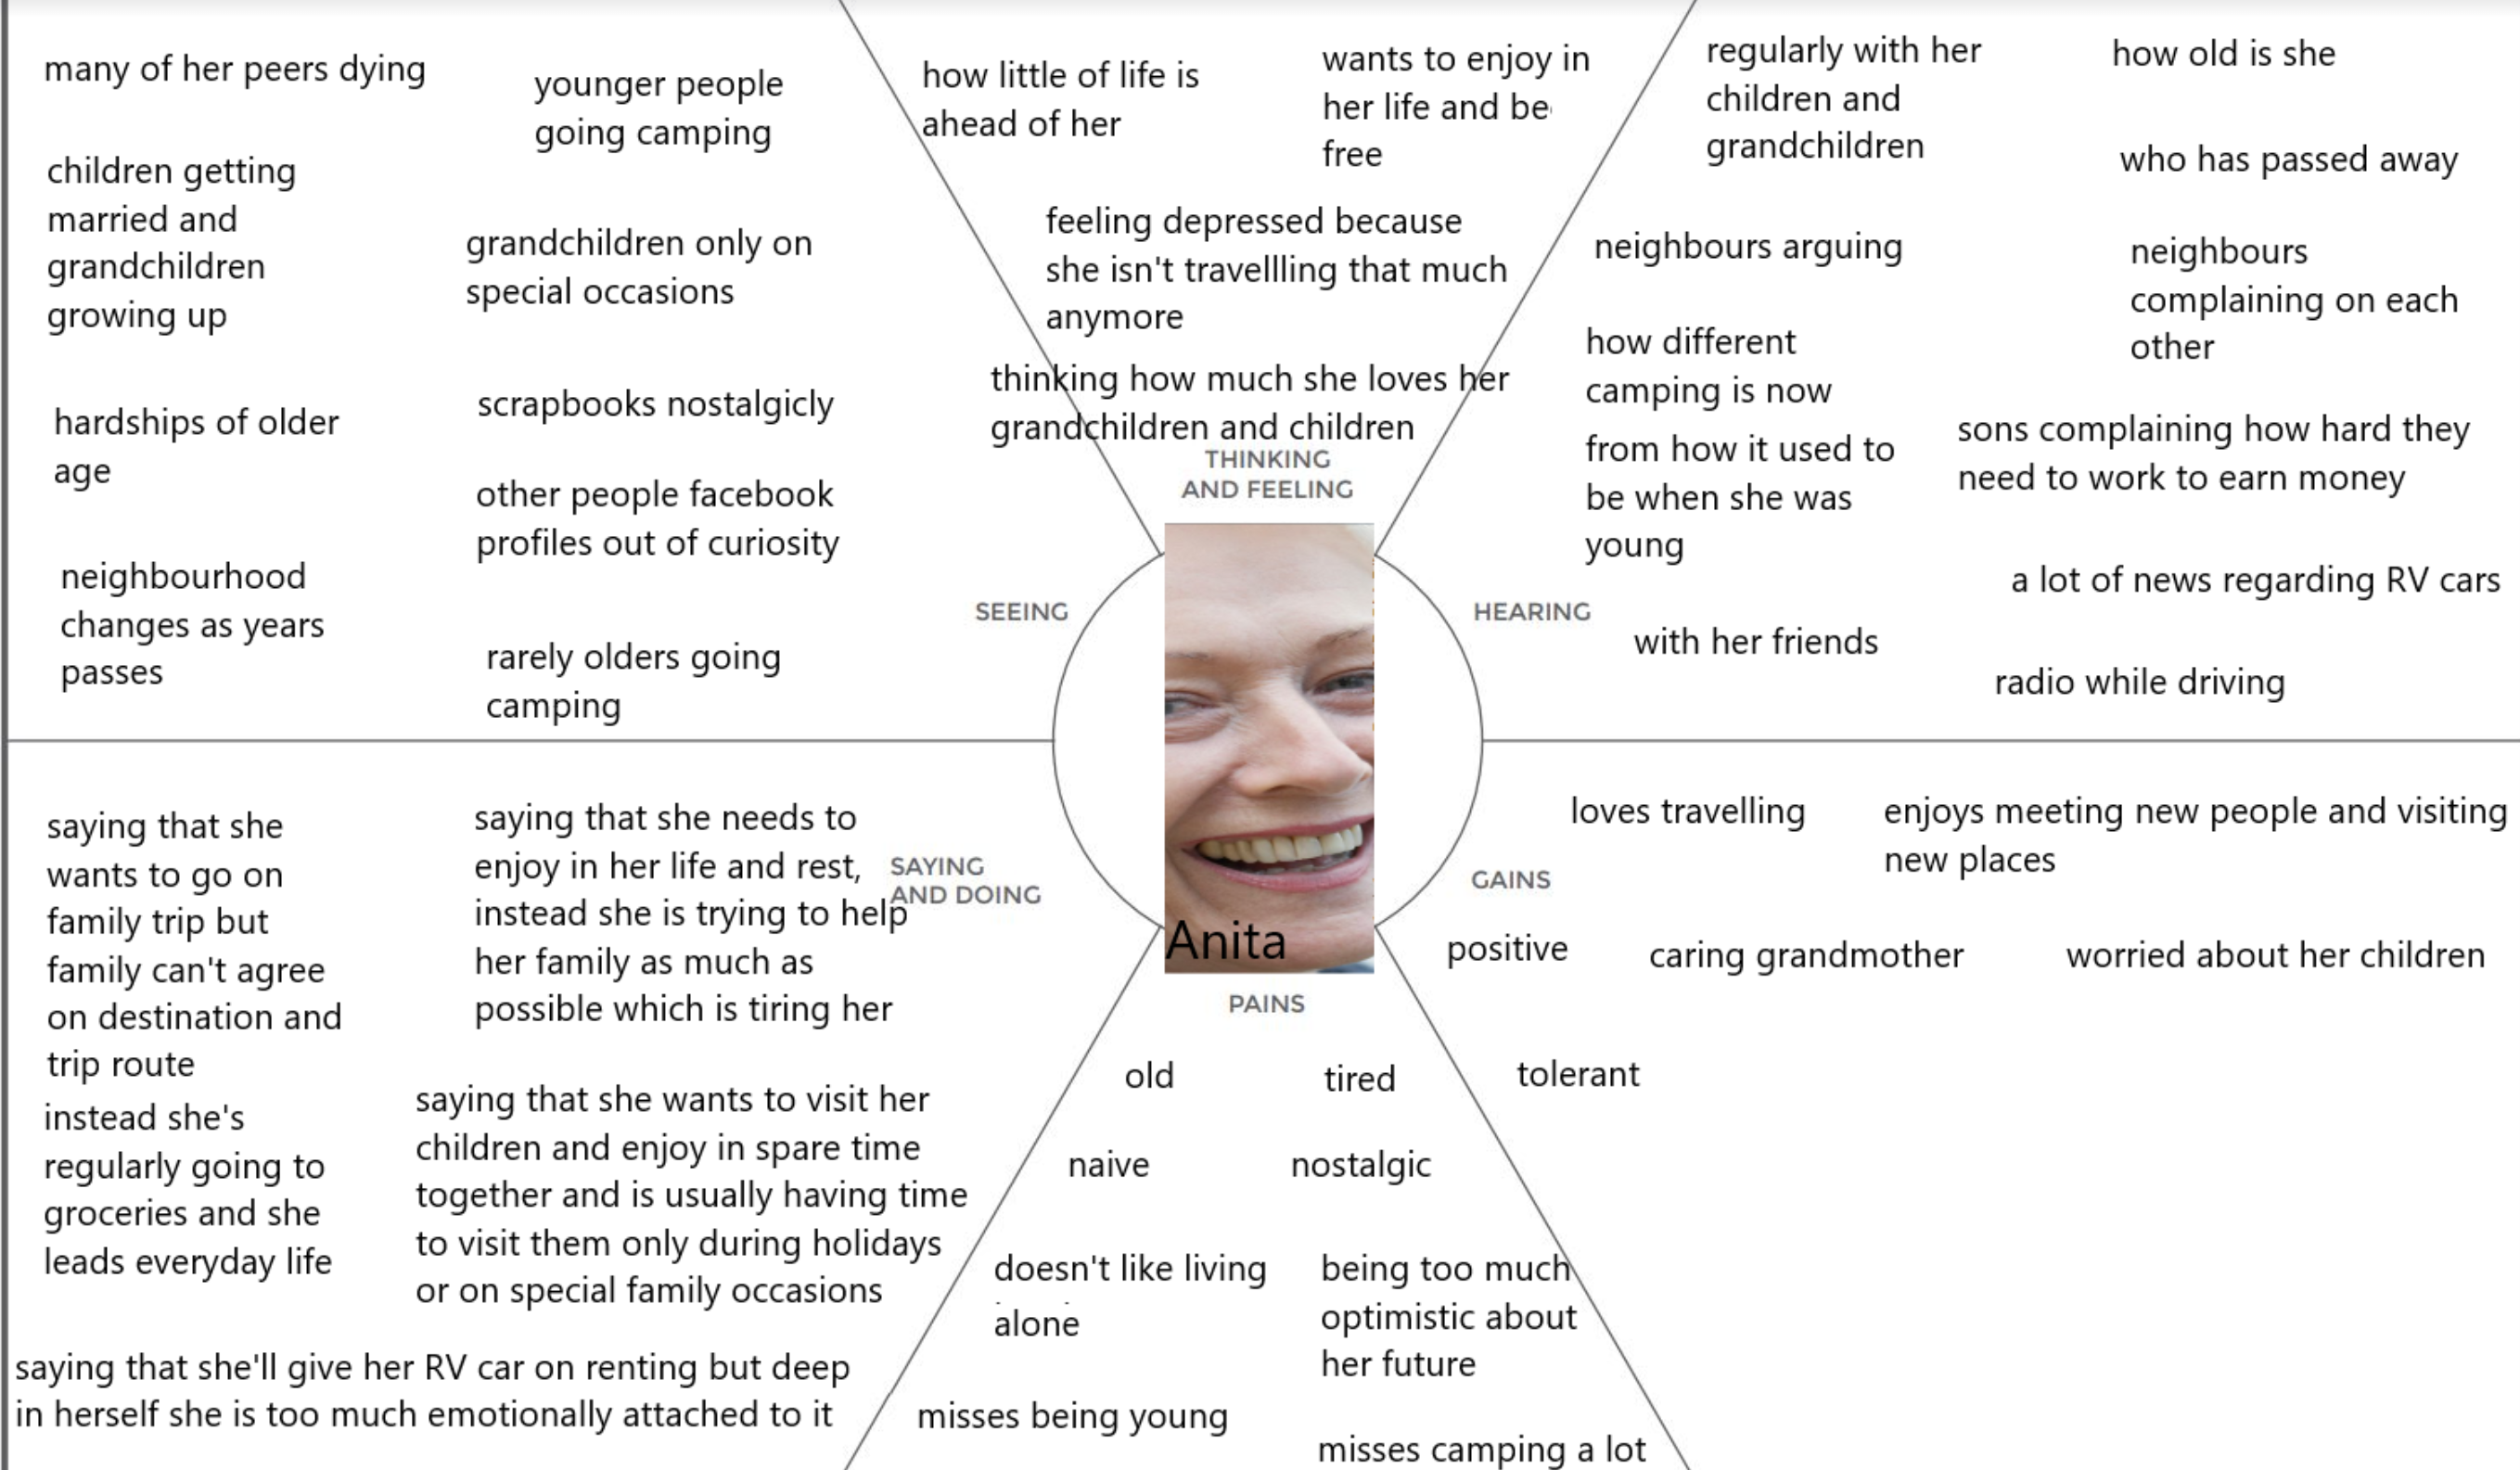 many of her peers dying
younger people
going camping
children getting
married and
grandchildren
growing up
grandchildren only on
special occasions
hardships of older
age
scrapbooks nostalgicly
other people facebook
profiles out of curiosity
neighbourhood
changes as years
passes
rarely olders going
camping
SEEING
how little of life is
ahead of her
wants to enjoy in
her life and be
free
feeling depressed because
she isn't travellling that much
anymore
thinking how much she loves her
grandchildren and children
THINKING
AND FEELING
regularly with her
children and
grandchildren
how old is she
who has passed away
neighbours arguing
neighbours
complaining on each
other
how different
camping is now
from how it used to
be when she was
young
sons complaining how hard they
need to work to earn money
a lot of news regarding RV cars
HEARING
with her friends
radio while driving
saying that she
wants to go on
family trip but
family can't agree
on destination and
trip route
instead she's
regularly going to
groceries and she
leads everyday life
saying that she needs to
enjoy in her life and rest,
instead she is trying to help
her family as much as
possible which is tiring her
SAYING
AND DOING
saying that she wants to visit her
children and enjoy in spare time
together and is usually having time
to visit them only during holidays
or on special family occasions
saying that she'll give her RV car on renting but deep
in herself she is too much emotionally attached to it
Anita
PAINS
old
tired
naive
nostalgic
doesn't like living
alone
being too much
optimistic about
her future
misses being young
misses camping a lot
loves travelling
enjoys meeting new people and visiting
new places
GAINS
positive
caring grandmother
worried about her children
tolerant